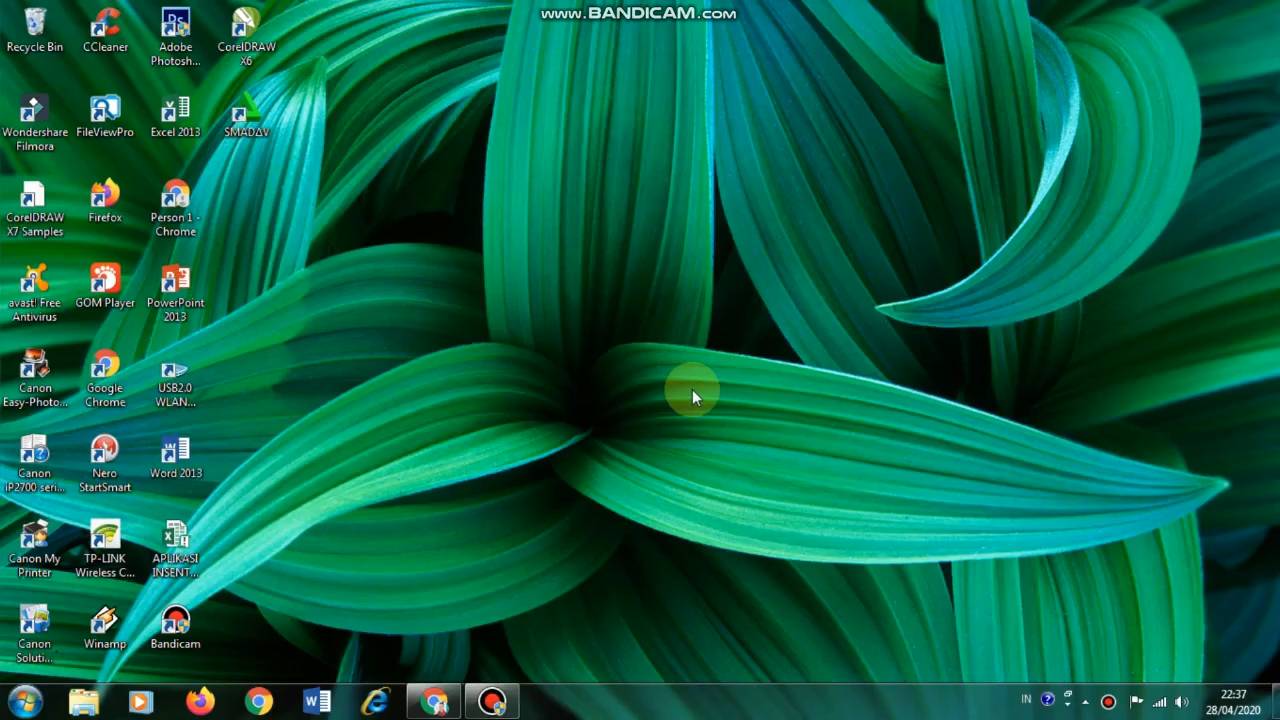 www.BANDICAM.com
Recycle Bin
CCleaner
Adobe
Photosh...
CorelDRAW
X6
Wondershare
Filmora
FileViewPro
Excel 2013
SMADΔV
CorelDRAW
X7 Samples
Firefox
Person 1 -
Chrome
avast! Free
Antivirus
GOM Player
PowerPoint
2013
Canon
Easy-Photo...
Google
Chrome
USB2.0
WLAN...
Canon
iP2700 seri...
Nero
StartSmart
Word 2013
Canon My
Printer
TP-LINK
Wireless C...
APLIKASI
INSENT...
Canon
Soluti...
Winamp
Bandicam
IN
22:37
28/04/2020